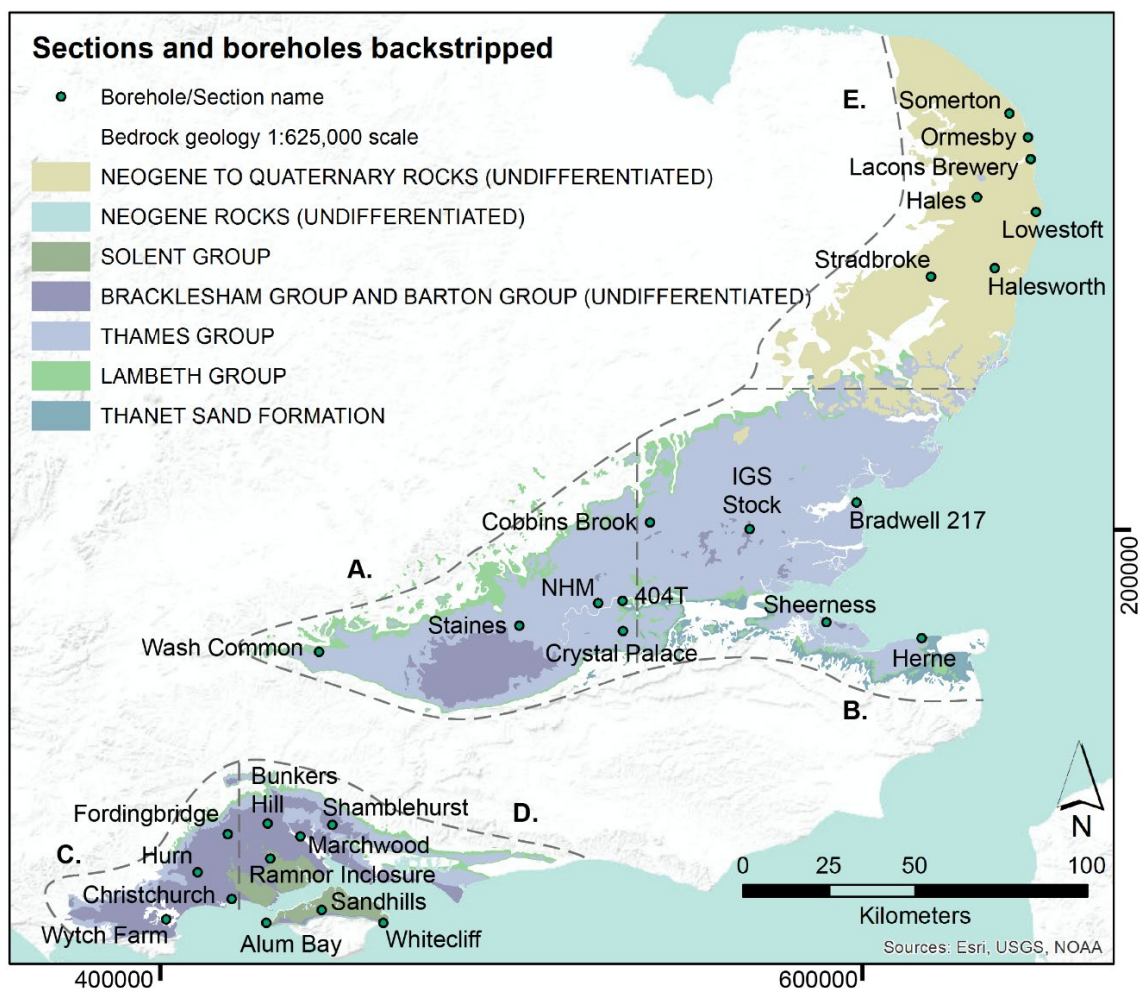 Sections and boreholes backstripped
Borehole/Section name
Bedrock geology 1:625,000 scale
NEOGENE TO QUATERNARY ROCKS (UNDIFFERENTIATED)
NEOGENE ROCKS (UNDIFFERENTIATED)
SOLENT GROUP
BRACKLESHAM GROUP AND BARTON GROUP (UNDIFFERENTIATED)
THAMES GROUP
LAMBETH GROUP
THANET SAND FORMATION
E.
Somerton
Ormesby
Lacons Brewery
Hales
Lowestoft
Stradbroke
Halesworth
IGS
Stock
Cobbins Brook
Bradwell 217
A.
NHM
404T
Sheerness
Staines
Wash Common
Crystal Palace
Herne
B.
200000
Bunkers
Hill
Fordingbridge
Shamblehurst
D.
Marchwood
C.
Hurn
Ramnor Inclosure
Christchurch
Sandhills
Wytch Farm
Alum Bay
Whitecliff
N
0 25 50 100
Kilometers
Sources: Esri, USGS, NOAA
400000
600000